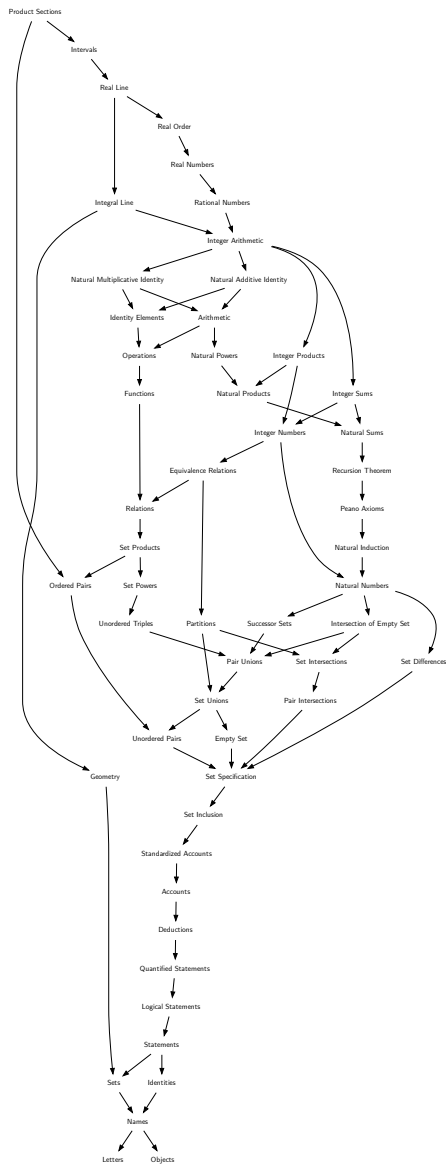 Product Sections
Intervals
Real Line
Real Order
Real Numbers
Integral Line
Rational Numbers
Integer Arithmetic
Natural Multiplicative Identity
Natural Additive Identity
Identity Elements
Arithmetic
Operations
Natural Powers
Integer Products
Functions
Natural Products
Integer Sums
Integer Numbers
Natural Sums
Equivalence Relations
Recursion Theorem
Relations
Peano Axioms
Set Products
Natural Induction
Ordered Pairs
Set Powers
Natural Numbers
Unordered Triples
Partitions
Successor Sets
Intersection of Empty Set
Pair Unions
Set Intersections
Set Differences
Set Unions
Pair Intersections
Unordered Pairs
Empty Set
Geometry
Set Specification
Set Inclusion
Standardized Accounts
Accounts
Deductions
Quantified Statements
Logical Statements
Statements
Sets
Identities
Names
Letters
Objects